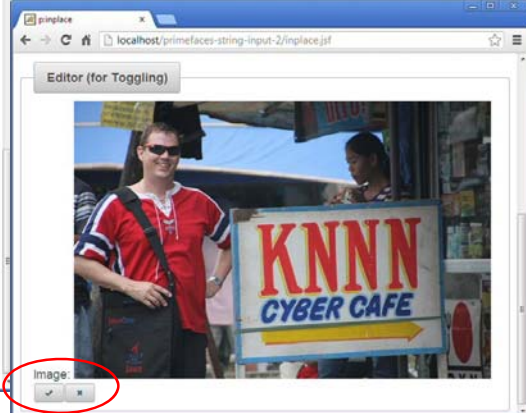 p:inplace
localhost/primefaces-string-input-2/inplace.jsf
Editor (for Toggling)
KNNN
CYBER CAFE
Image: